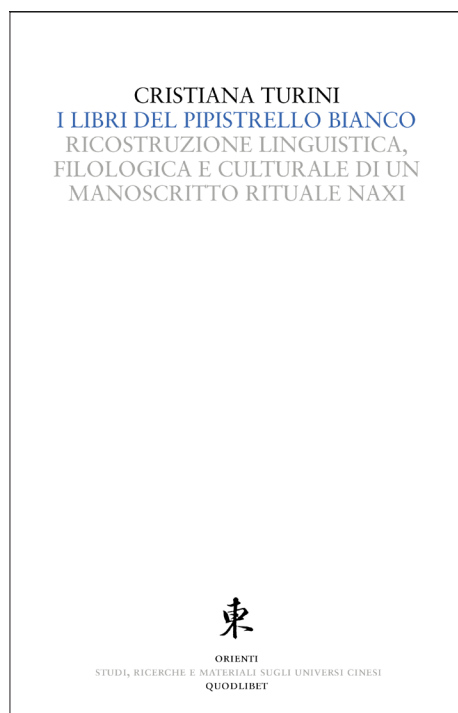 CRISTIANA TURINI
I LIBRI DEL PIPISTRELLO BIANCO
RICOSTRUZIONE LINGUISTICA,
FILOLOGICA E CULTURALE DI UN
MANOSCRITTO RITUALE NAXI
東
ORIENTI
STUDI, RICERCHE E MATERIALI SUGLI UNIVERSI CINESI
QUODLIBET